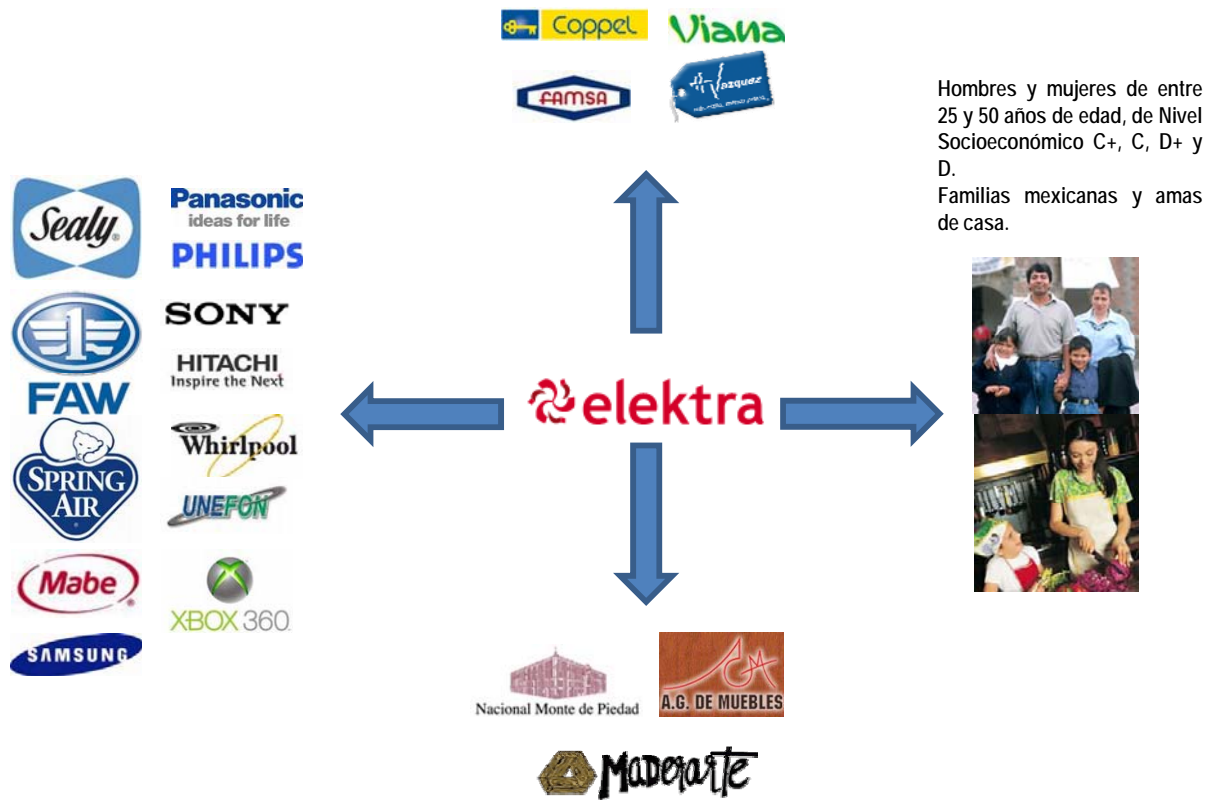 Coppel
Viana
FAMSA
H Vazquez
Hombres y mujeres de entre
25 y 50 años de edad, de Nivel
Socioeconómico C+, C, D+ y
D.
Familias mexicanas y amas
de casa.
Sealy
Panasonic
ideas for life
PHILIPS
SONY
HITACHI
Inspire the Next
FAW
Whirlpool
SPRING
AIR
UNEFON
Mabe
XBOX 360
SAMSUNG
elektra
Nacional Monte de Piedad
A.G. DE MUEBLES
Maderarte